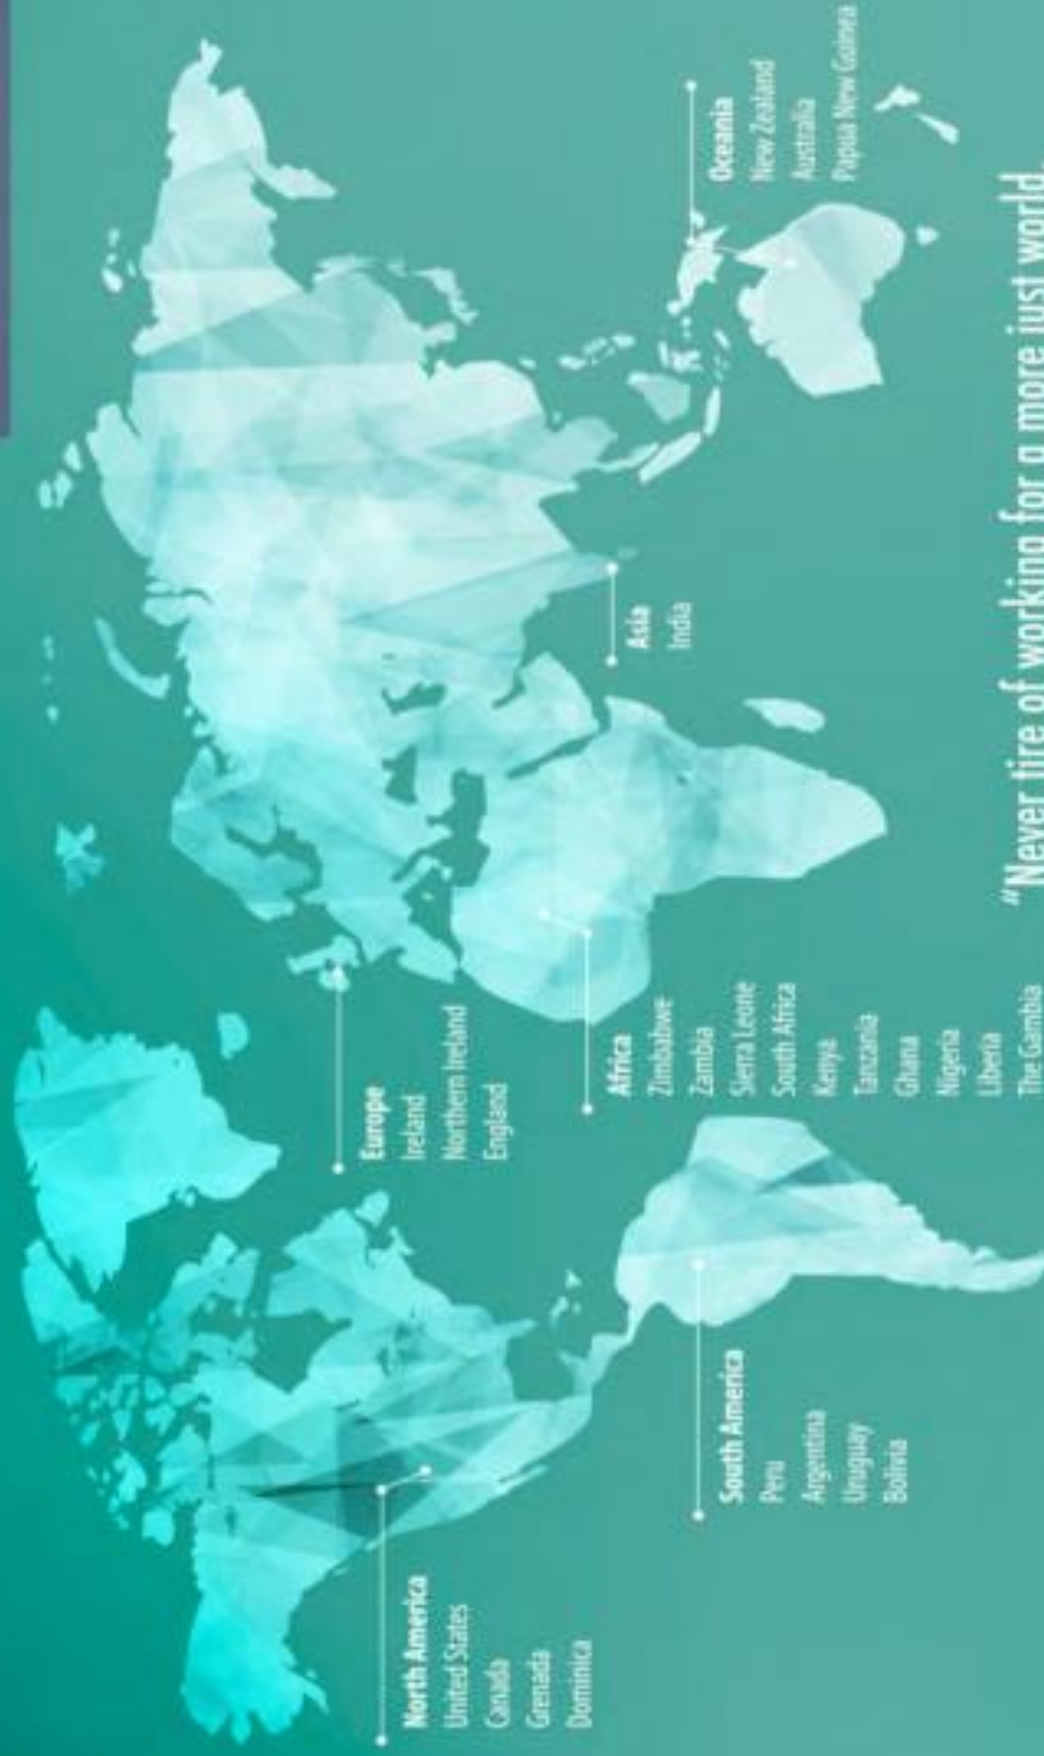 North America
United States
Canada
Grenada
Dominica
South America
Peru
Argentina
Uruguay
Bolivia
Europe
Ireland
Northern Ireland
England
Africa
Zimbabwe
Zambia
Sierra Leone
South Africa
Kenya
Tanzania
Ghana
Nigeria
Liberia
The Gambia
Asia
India
Oceania
New Zealand
Australia
Papua New Guinea
“Never tire of working for a more just world,